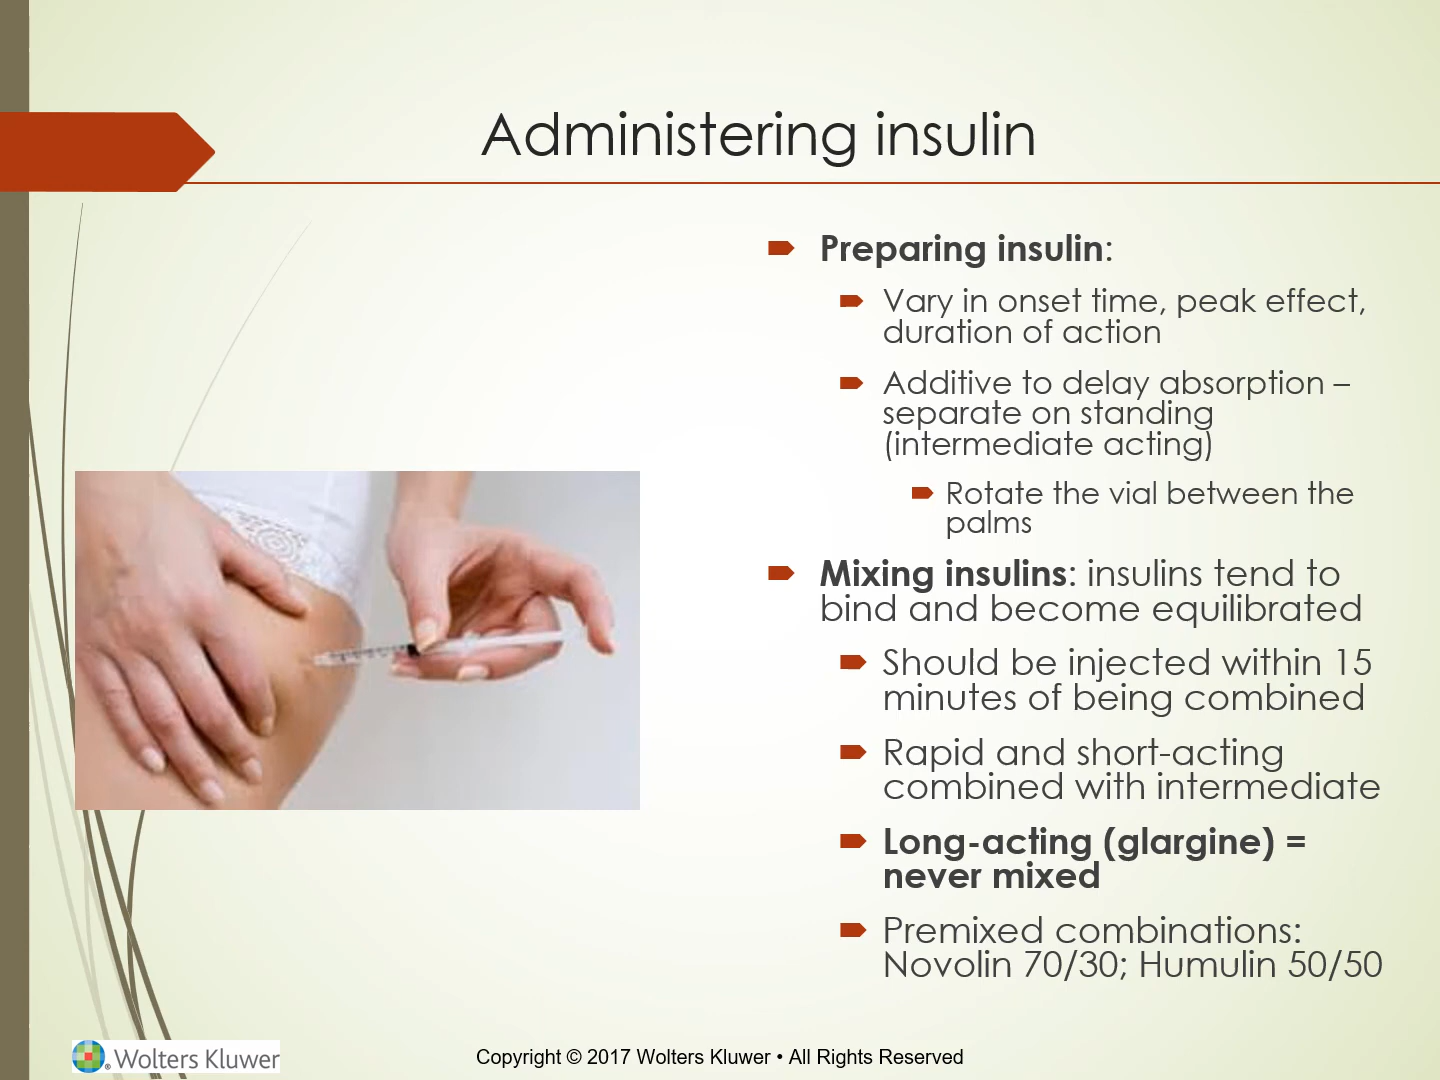 Administering insulin
Preparing insulin:
Vary in onset time, peak effect,
duration of action
Additive to delay absorption –
separate on standing
(intermediate acting)
Rotate the vial between the
palms
Mixing insulins: insulins tend to
bind and become equilibrated
Should be injected within 15
minutes of being combined
Rapid and short-acting
combined with intermediate
Long-acting (glargine) =
never mixed
Premixed combinations:
Novolin 70/30; Humulin 50/50
Wolters Kluwer
Copyright © 2017 Wolters Kluwer • All Rights Reserved